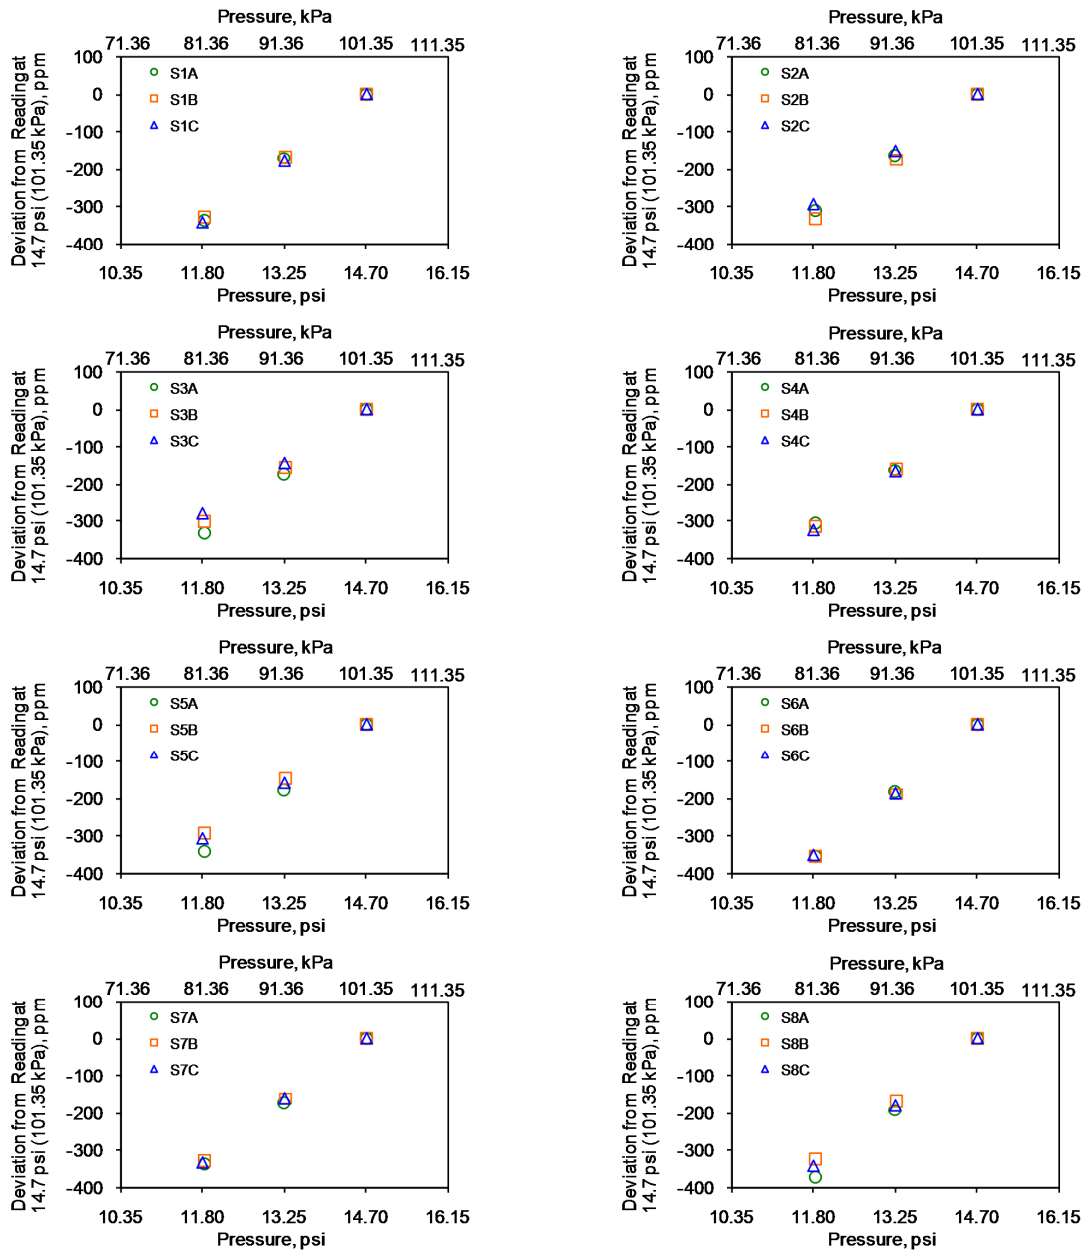 Pressure, kPa
71.36 81.36 91.36 101.35 111.35
Deviation from Reading at
14.7 psi (101.35 kPa), ppm
100
0
-100
-200
-300
-400
S1A
S1B
S1C
10.35 11.80 13.25 14.70 16.15
Pressure, psi
Pressure, kPa
71.36 81.36 91.36 101.35 111.35
Deviation from Reading at
14.7 psi (101.35 kPa), ppm
100
0
-100
-200
-300
-400
S2A
S2B
S2C
10.35 11.80 13.25 14.70 16.15
Pressure, psi
Pressure, kPa
71.36 81.36 91.36 101.35 111.35
Deviation from Reading at
14.7 psi (101.35 kPa), ppm
100
0
-100
-200
-300
-400
S3A
S3B
S3C
10.35 11.80 13.25 14.70 16.15
Pressure, psi
Pressure, kPa
71.36 81.36 91.36 101.35 111.35
Deviation from Reading at
14.7 psi (101.35 kPa), ppm
100
0
-100
-200
-300
-400
S4A
S4B
S4C
10.35 11.80 13.25 14.70 16.15
Pressure, psi
Pressure, kPa
71.36 81.36 91.36 101.35 111.35
Deviation from Reading at
14.7 psi (101.35 kPa), ppm
100
0
-100
-200
-300
-400
S5A
S5B
S5C
10.35 11.80 13.25 14.70 16.15
Pressure, psi
Pressure, kPa
71.36 81.36 91.36 101.35 111.35
Deviation from Reading at
14.7 psi (101.35 kPa), ppm
100
0
-100
-200
-300
-400
S6A
S6B
S6C
10.35 11.80 13.25 14.70 16.15
Pressure, psi
Pressure, kPa
71.36 81.36 91.36 101.35 111.35
Deviation from Reading at
14.7 psi (101.35 kPa), ppm
100
0
-100
-200
-300
-400
S7A
S7B
S7C
10.35 11.80 13.25 14.70 16.15
Pressure, psi
Pressure, kPa
71.36 81.36 91.36 101.35 111.35
Deviation from Reading at
14.7 psi (101.35 kPa), ppm
100
0
-100
-200
-300
-400
S8A
S8B
S8C
10.35 11.80 13.25 14.70 16.15
Pressure, psi